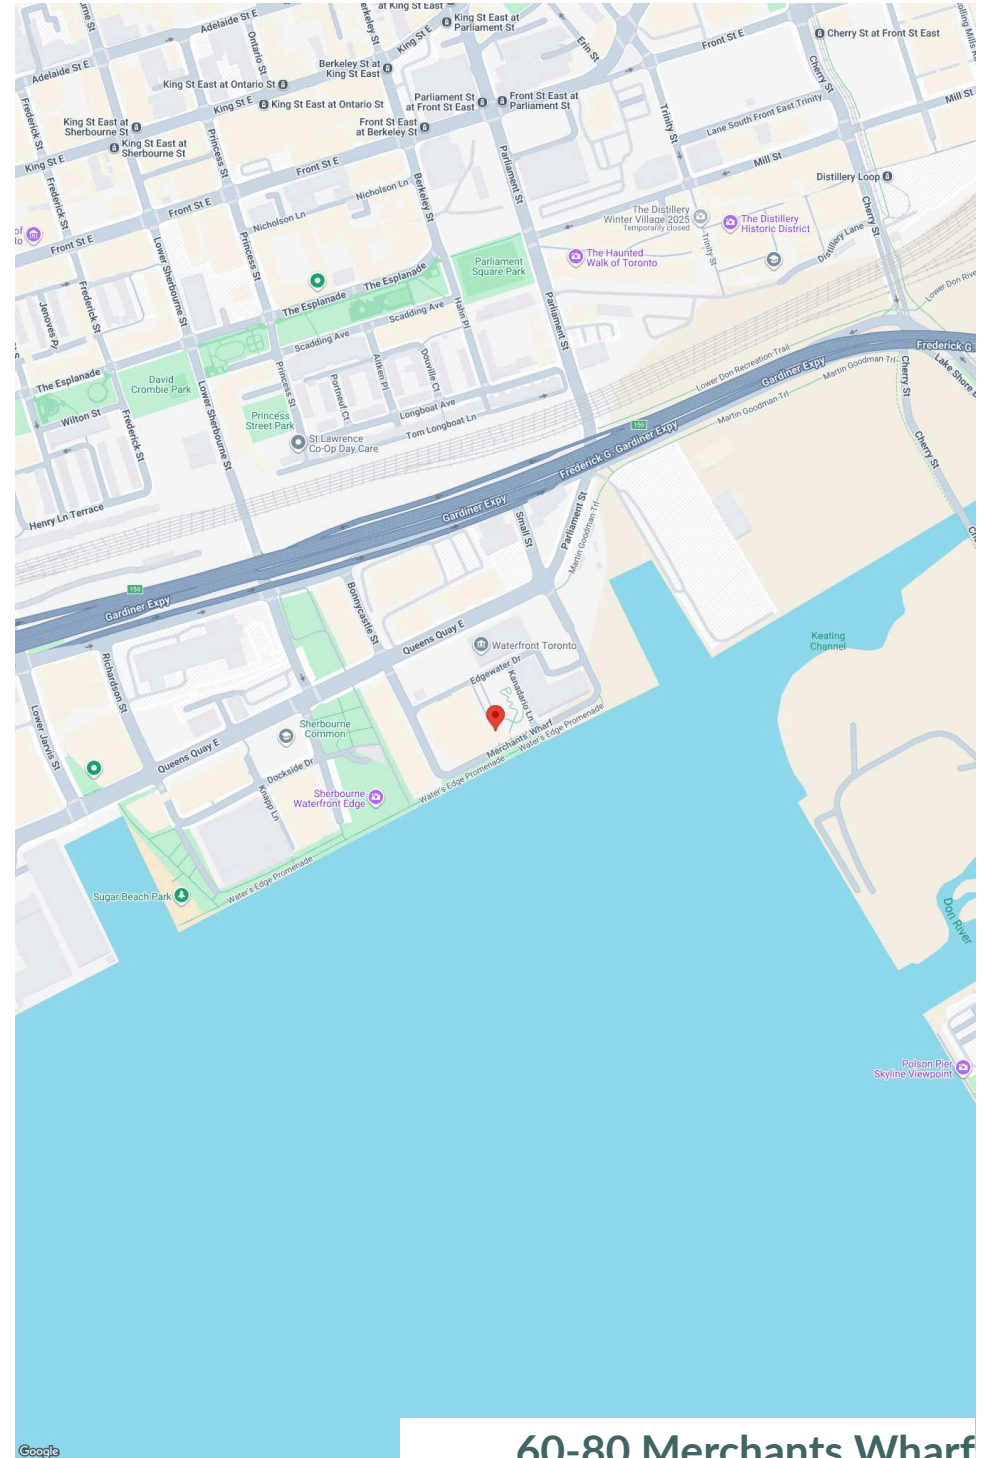 at King St East
King St East at
Parliament St
Adelaide St E
Berkeley St
King St E
Ontario St
Erin St
Front St E
Cherry St at Front St East
Adelaide St E
Berkeley St at
King St East
Cherry St
King St East at Ontario St
King St E
King St East at Ontario St
Parliament St
at Front St East
Front St East at
Parliament St
Mill St
Frederick St
King St East at
Sherbourne St
King St East at
Sherbourne St
Princess St
Front St East
at Berkeley St
Trinity St
Lane South Front East Trinity
King St E
Front St E
Parliament St
Mill St
Frederick St
Nicholson Ln
Berkeley St
Distillery Loop
Front St E
Nicholson Ln
The Distillery
Winter Village 2025
Temporarily closed
The Distillery
Historic District
Cherry St
Front St E
Lower Sherbourne St
Princess St
The Haunted
Walk of Toronto
Trinity St
Distillery Lane
Parliament
Square Park
The Esplanade
The Esplanade
Hahn Pl
Parliament St
Lower Don
Jenoves Pl
Frederick St
Scadding Ave
Scadding Ave
Aitken Pl
Douville Ct
Lower Don Recreation Trail
Gardiner Expy
Martin Goodman Trl
Frederick G.
Cherry St
Lake Shore
The Esplanade
David
Crombie Park
Princess St
Portneuf Ct
Longboat Ave
Martin Goodman Trl
Wilton St
Frederick St
Lower Sherbourne St
Princess
Street Park
Tom Longboat Ln
St Lawrence
Co-Op Day Care
155
Frederick G. Gardiner Expy
Cherry St
Henry Ln Terrace
Gardiner Expy
Small St
Parliament St
Martin Goodman Trl
154
Gardiner Expy
Bonnycastle St
Queens Quay E
Keating
Channel
Waterfront Toronto
Edgewater Dr
Kanadario Ln
Richardson St
Lower Jarvis St
Sherbourne
Common
Merchants' Wharf
Water's Edge Promenade
Queens Quay E
Dockside Dr
Water's Edge Promenade
Knapp Ln
Sherbourne
Waterfront Edge
Water's Edge Promenade
Sugar Beach Park
Don River
Polson Pier
Skyline Viewpoint
Google
60-80 Merchants Wharf